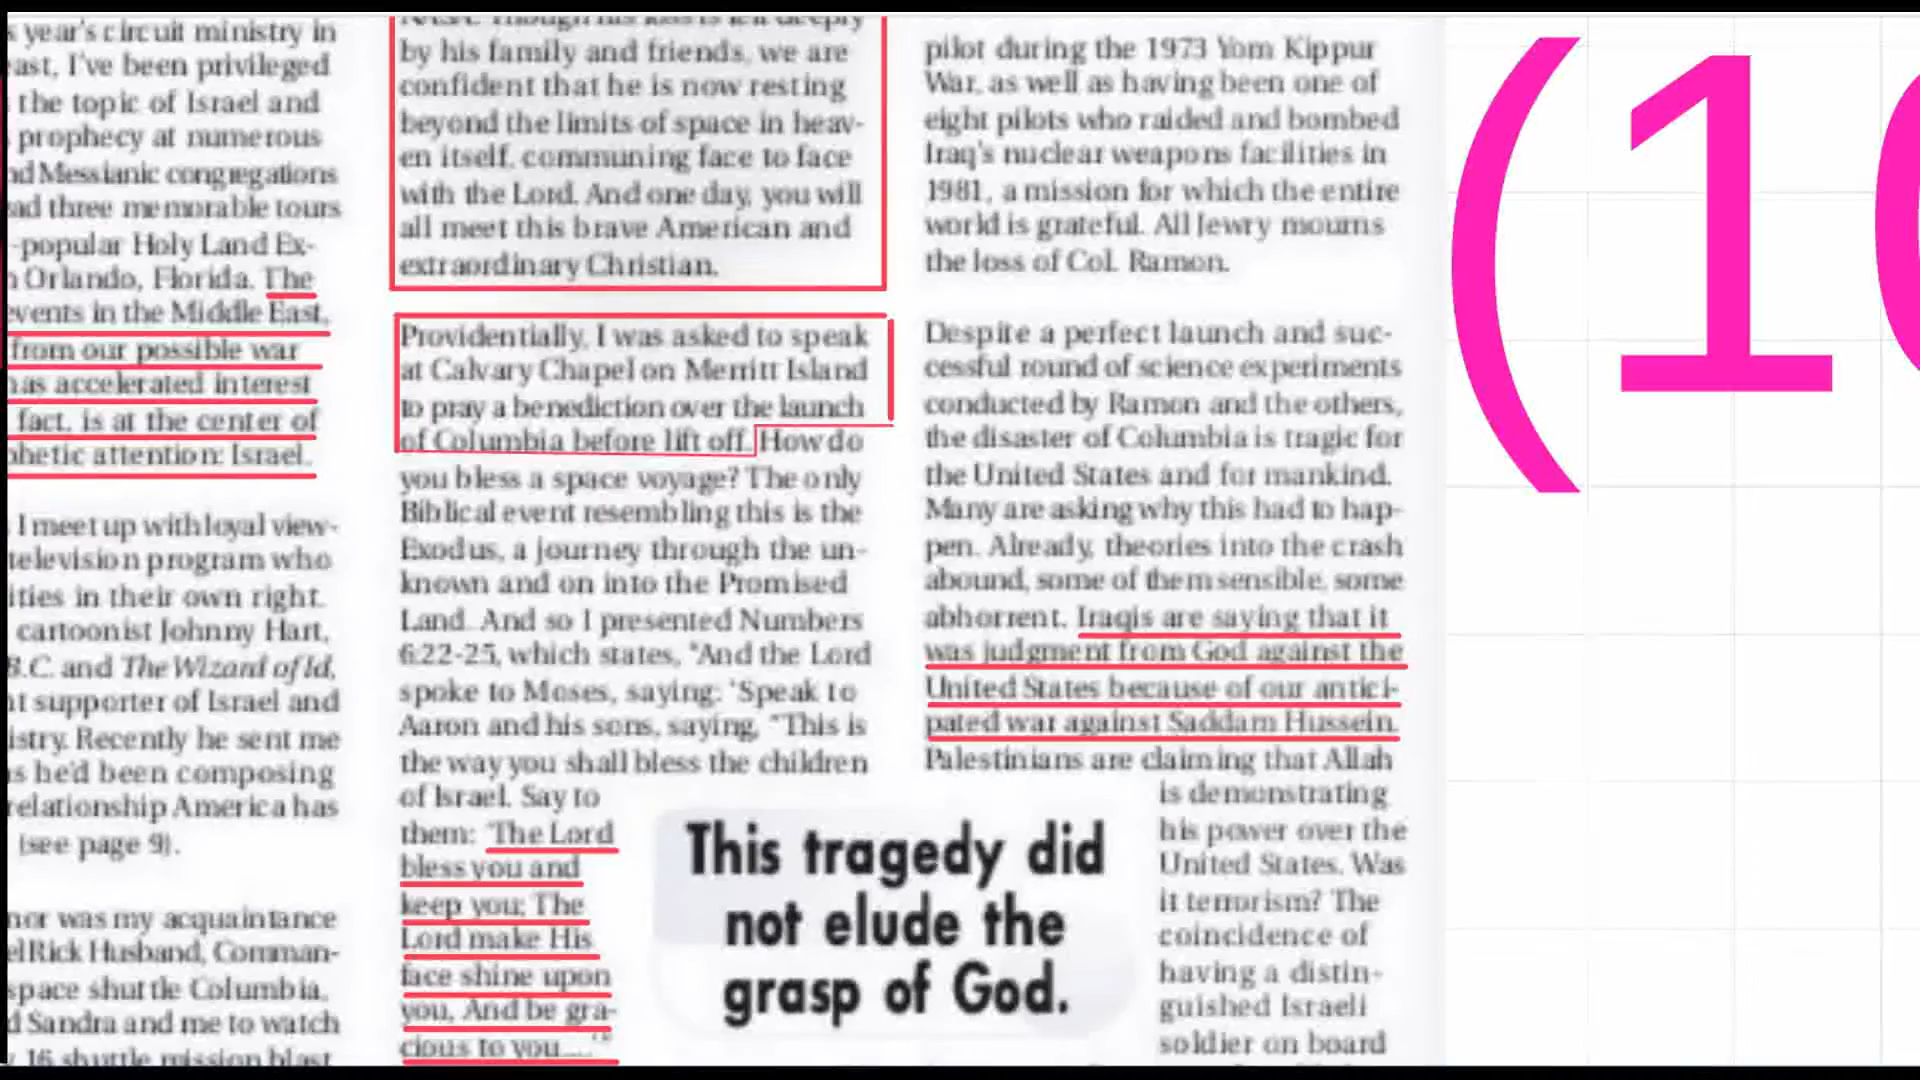 year's circuit ministry in
I've been privileged
the topic of Israel and
prophecy at numerous
Messianic congregations
three memorable tours
-popular Holy Land Ex-
Orlando, Florida. The
events in the Middle East,
from our possible war
has accelerated interest
fact, is at the center of
attention: Israel.
I meet up with loyal view-
television program who
in their own right.
cartoonist Johnny Hart,
B.C. and The Wizard of Id,
supporter of Israel and
Recently he sent me
he'd been composing
relationship America has
(see page 9).
was my acquaintance
Rick Husband, Comman-
space shuttle Columbia,
Sandra and me to watch
16 shuttle mission blast
NASA. Though his loss is felt deeply
by his family and friends, we are
confident that he is now resting
beyond the limits of space in heav-
en itself, communing face to face
with the Lord. And one day, you will
all meet this brave American and
extraordinary Christian.
Providentially, I was asked to speak
at Calvary Chapel on Merritt Island
to pray a benediction over the launch
of Columbia before lift off. How do
you bless a space voyage? The only
Biblical event resembling this is the
Exodus, a journey through the un-
known and on into the Promised
Land. And so I presented Numbers
6:22-25, which states, "And the Lord
spoke to Moses, saying: 'Speak to
Aaron and his sons, saying, "This is
the way you shall bless the children
of Israel. Say to
them: 'The Lord
bless you and
keep you; The
Lord make His
face shine upon
you, And be gra-
cious to you....'"
pilot during the 1973 Yom Kippur
War, as well as having been one of
eight pilots who raided and bombed
Iraq's nuclear weapons facilities in
1981, a mission for which the entire
world is grateful. All Jewry mourns
the loss of Col. Ramon.
Despite a perfect launch and suc-
cessful round of science experiments
conducted by Ramon and the others,
the disaster of Columbia is tragic for
the United States and for mankind.
Many are asking why this had to hap-
pen. Already, theories into the crash
abound, some of them sensible, some
abhorrent. Iraqis are saying that it
was judgment from God against the
United States because of our antici-
pated war against Saddam Hussein.
Palestinians are claiming that Allah
is demonstrating
his power over the
United States. Was
it terrorism? The
coincidence of
having a distin-
guished Israeli
soldier on board
This tragedy did
not elude the
grasp of God.
(1